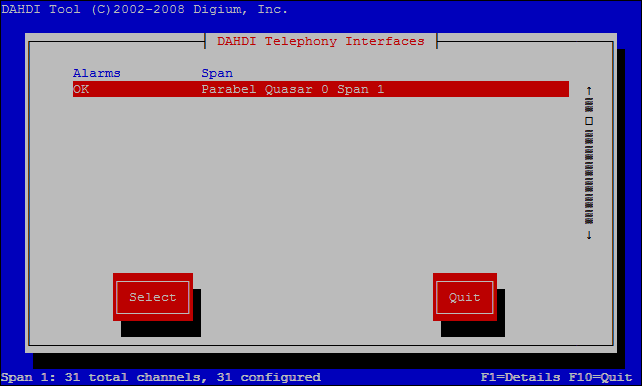 DAHDI Tool (C)2002-2008 Digium, Inc.
DAHDI Telephony Interfaces
Alarms Span
OK Parabel Quasar 0 Span 1
Select Quit
Span 1: 31 total channels, 31 configured F1=Details F10=Quit